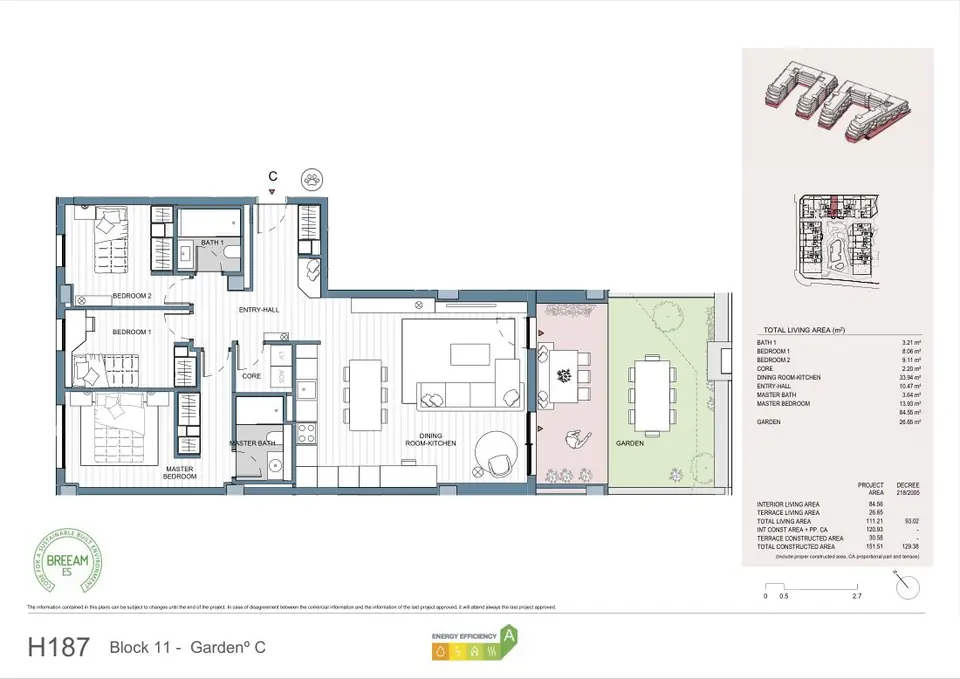 C
BATH 1
BEDROOM 2
ENTRY-HALL
BEDROOM 1
CORE
LV
ACS
MASTER BATH
DINING
ROOM-KITCHEN
GARDEN
MASTER
BEDROOM
TOTAL LIVING AREA (m²)
BATH 1 3.21 m²
BEDROOM 1 8.06 m²
BEDROOM 2 9.11 m²
CORE 2.20 m²
DINING ROOM-KITCHEN 33.94 m²
ENTRY-HALL 10.47 m²
MASTER BATH 3.64 m²
MASTER BEDROOM 13.93 m²
84.55 m²
GARDEN 26.65 m²
PROJECT DECREE
AREA 218/2005
INTERIOR LIVING AREA 84.56
TERRACE LIVING AREA 26.65
TOTAL LIVING AREA 111.21 93.02
INT CONST AREA + PP. CA 120.93 -
TERRACE CONSTRUCTED AREA 30.58 -
TOTAL CONSTRUCTED AREA 151.51 129.38
(Include proper constructed area, CA proportional part and terrace)
N
0 0.5 2.7
CODE FOR A SUSTAINABLE BUILT ENVIRONMENT
BREEAM
ES
The information contained in this plans can be subject to changes until the end of the project. In case of disagreement between the comercial information and the information of the last project approved, it will attend always the last project approved.
H187 Block 11 - Gardenº C
ENERGY EFFICIENCY A